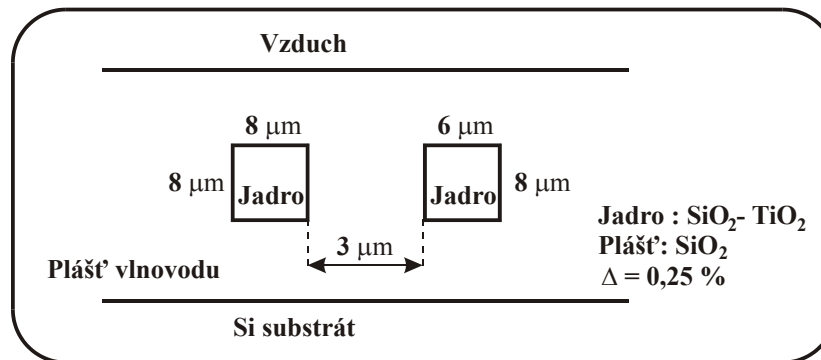 Vzduch
8 μm
6 μm
8 μm
Jadro
Jadro
8 μm
3 μm
Jadro : SiO₂- TiO₂
Plášť: SiO₂
Δ = 0,25 %
Plášť vlnovodu
Si substrát